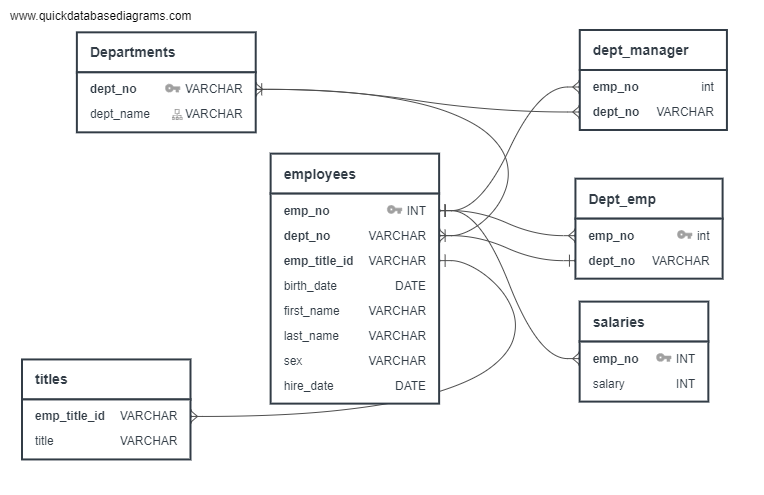 www.quickdatabasediagrams.com
Departments
dept_no VARCHAR
dept_name VARCHAR
dept_manager
emp_no int
dept_no VARCHAR
employees
emp_no INT
dept_no VARCHAR
emp_title_id VARCHAR
birth_date DATE
first_name VARCHAR
last_name VARCHAR
sex VARCHAR
hire_date DATE
Dept_emp
emp_no int
dept_no VARCHAR
salaries
emp_no INT
salary INT
titles
emp_title_id VARCHAR
title VARCHAR